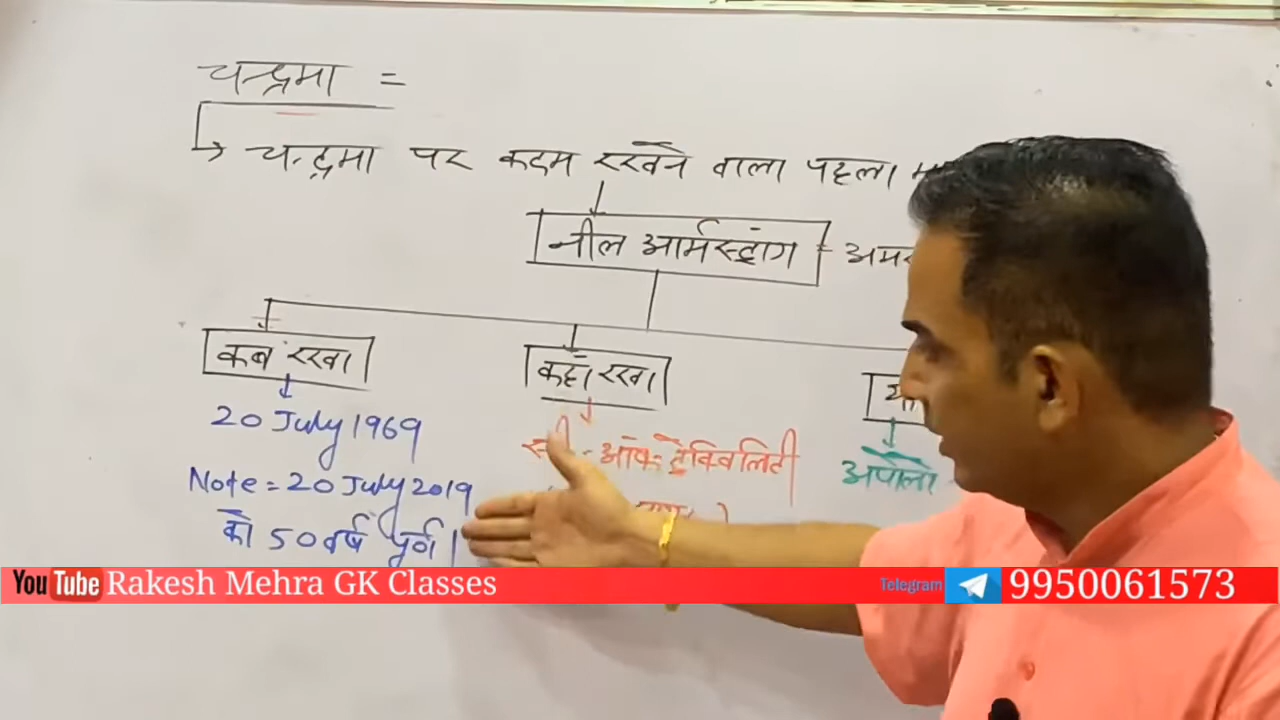 चन्द्रमा =
चन्द्रमा पर कदम रखने वाला पहला
नील आर्मस्ट्रांग
कब रखा
कहाँ रखा
20 July 1969
ऑफ ट्रेंक्विलिटी
अपोलो
Note = 20 July 2019
को 50 वर्ष पूर्ण।
YouTube Rakesh Mehra GK Classes
Telegram 9950061573